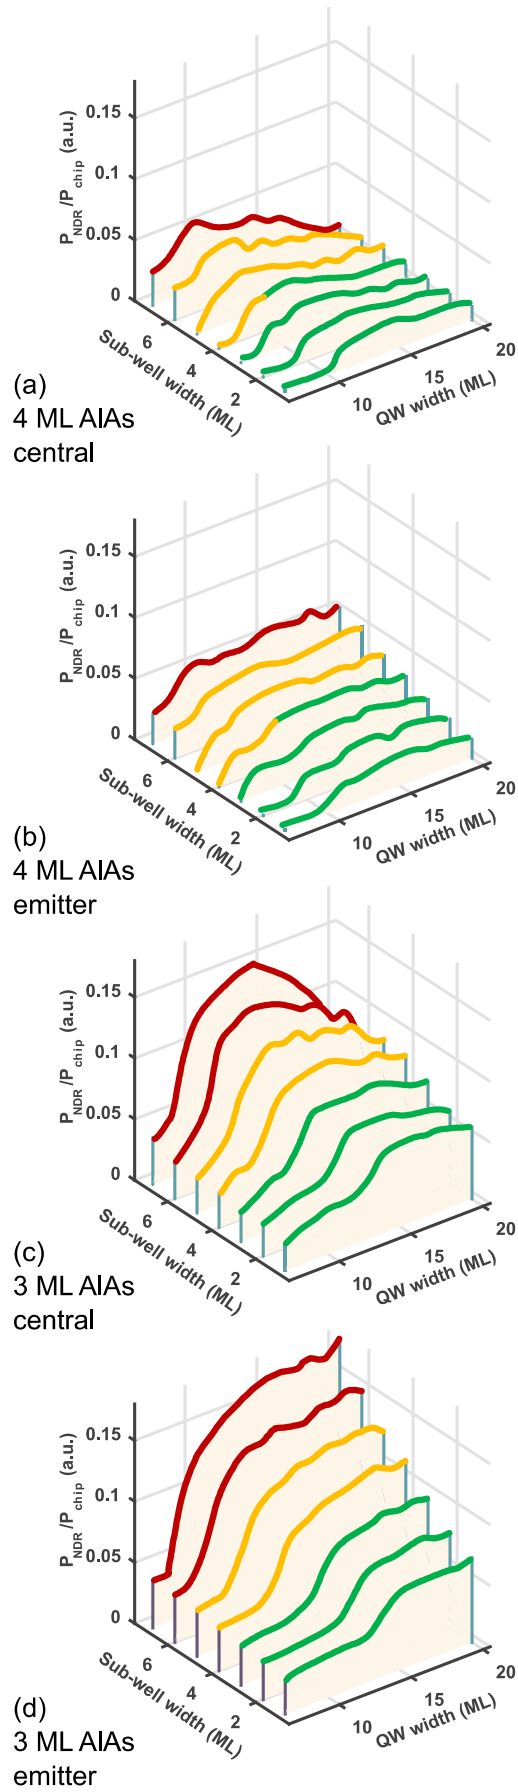 0.15
0.1
0.05
0
P_NDR/P_chip (a.u.)
6
4
2
Sub-well width (ML)
10
15
20
QW width (ML)
(a)
4 ML AlAs
central
0.15
0.1
0.05
0
P_NDR/P_chip (a.u.)
6
4
2
Sub-well width (ML)
10
15
20
QW width (ML)
(b)
4 ML AlAs
emitter
0.15
0.1
0.05
0
P_NDR/P_chip (a.u.)
6
4
2
Sub-well width (ML)
10
15
20
QW width (ML)
(c)
3 ML AlAs
central
0.15
0.1
0.05
0
P_NDR/P_chip (a.u.)
6
4
2
Sub-well width (ML)
10
15
20
QW width (ML)
(d)
3 ML AlAs
emitter